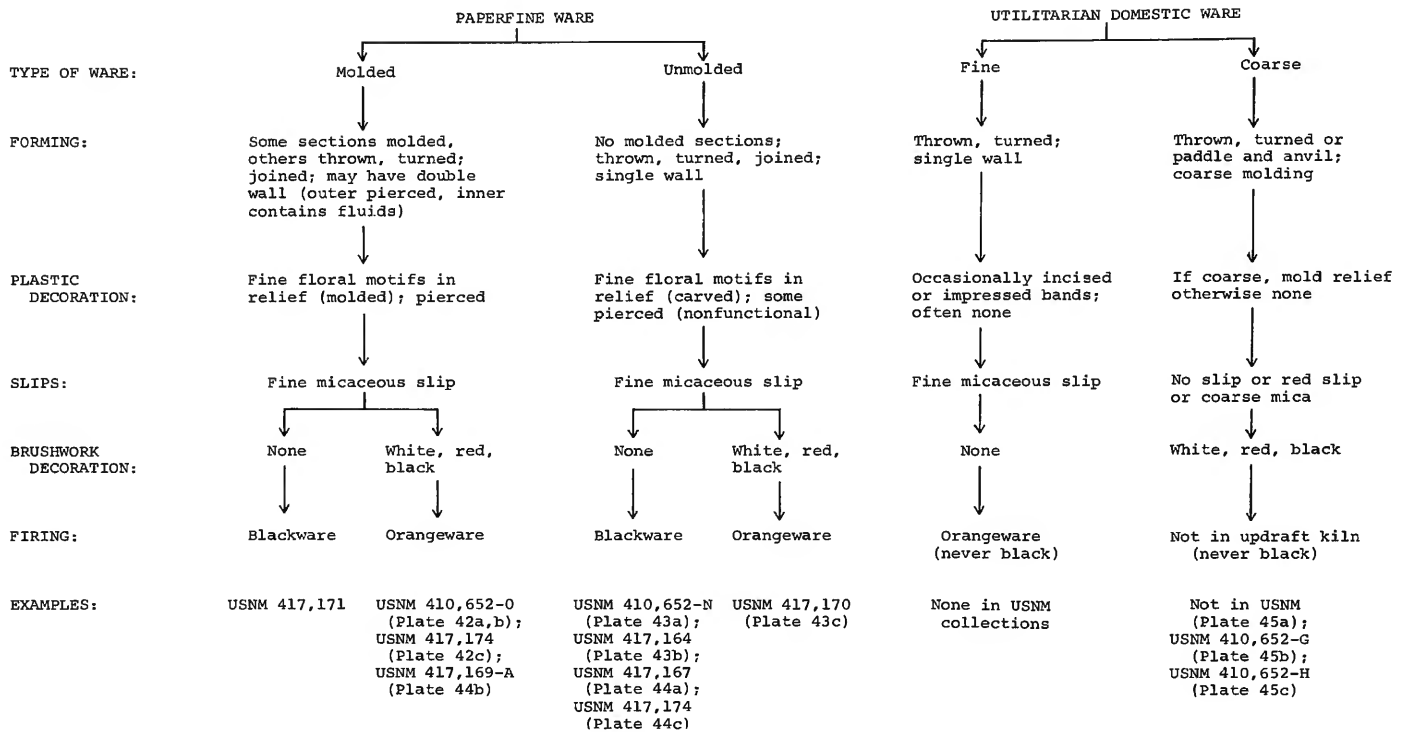 PAPERFINE WARE
UTILITARIAN DOMESTIC WARE
TYPE OF WARE:
Molded
Unmolded
Fine
Coarse
FORMING:
Some sections molded,
others thrown, turned;
joined; may have double
wall (outer pierced, inner
contains fluids)
No molded sections;
thrown, turned, joined;
single wall
Thrown, turned;
single wall
Thrown, turned or
paddle and anvil;
coarse molding
PLASTIC
DECORATION:
Fine floral motifs in
relief (molded); pierced
Fine floral motifs in
relief (carved); some
pierced (nonfunctional)
Occasionally incised
or impressed bands;
often none
If coarse, mold relief
otherwise none
SLIPS:
Fine micaceous slip
Fine micaceous slip
Fine micaceous slip
No slip or red slip
or coarse mica
BRUSHWORK
DECORATION:
None
White, red,
black
None
White, red,
black
None
White, red, black
FIRING:
Blackware
Orangeware
Blackware
Orangeware
Orangeware
(never black)
Not in updraft kiln
(never black)
EXAMPLES:
USNM 417,171
USNM 410,652-O
(Plate 42a,b);
USNM 417,174
(Plate 42c);
USNM 417,169-A
(Plate 44b)
USNM 410,652-N
(Plate 43a);
USNM 417,164
(Plate 43b);
USNM 417,167
(Plate 44a);
USNM 417,174
(Plate 44c)
USNM 417,170
(Plate 43c)
None in USNM
collections
Not in USNM
(Plate 45a);
USNM 410,652-G
(Plate 45b);
USNM 410,652-H
(Plate 45c)